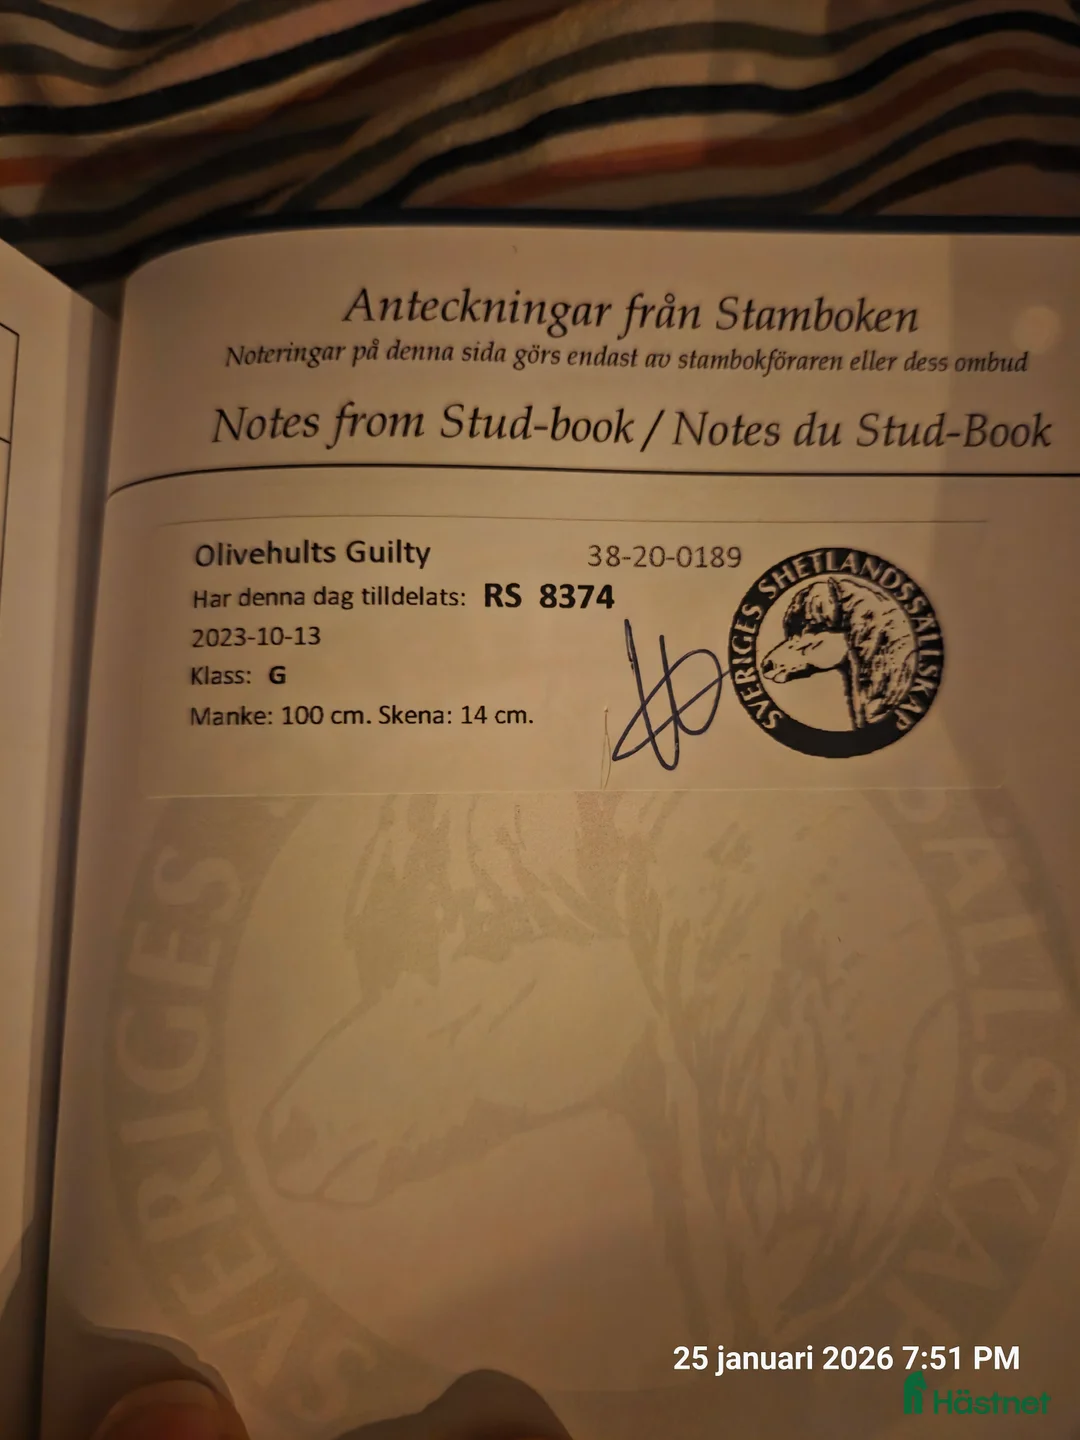 Anteckningar från Stamboken
Noteringar på denna sida görs endast av stambokföraren eller dess ombud
Notes from Stud-book / Notes du Stud-Book
Olivehults Guilty 38-20-0189
Har denna dag tilldelats: RS 8374
2023-10-13
Klass: G
Manke: 100 cm. Skena: 14 cm.
SVERIGES SHETLANDSSÄLLSKAP
SVERIGES SÄLLSKAP
25 januari 2026 7:51 PM
Hästnet